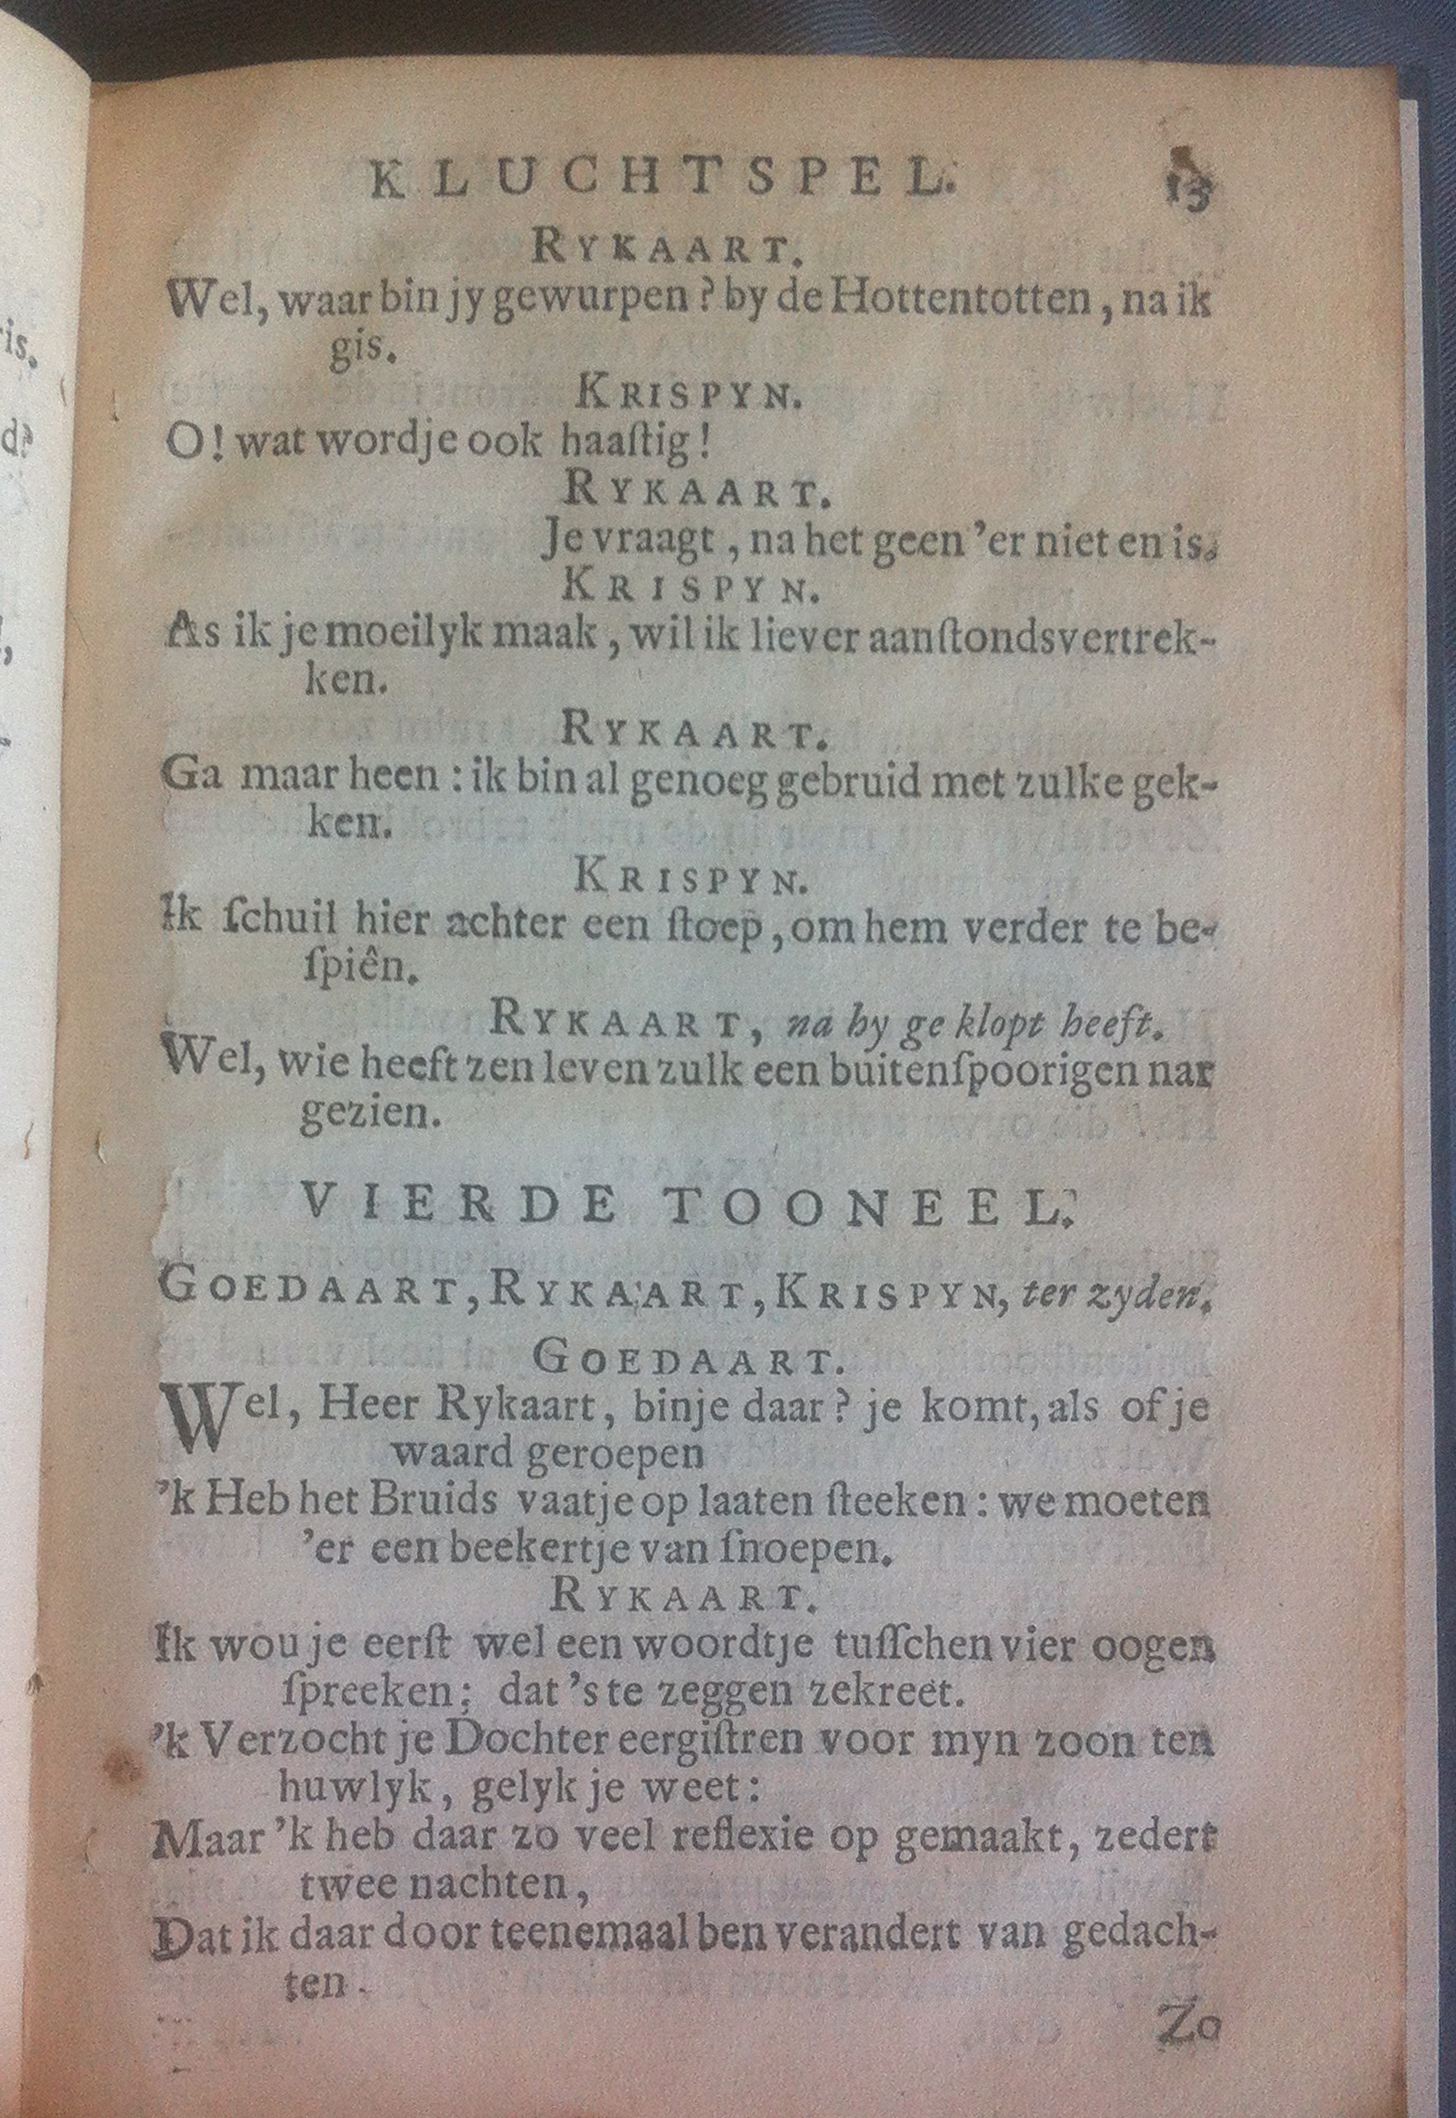 KLUCHTSPEL. 13
RYKAART.
Wel, waar bin jy gewurpen? by de Hottentotten, na ik
gis.
KRISPYN.
O! wat wordje ook haaſtig!
RYKAART.
Je vraagt, na het geen 'er niet en is.
KRISPYN.
As ik je moeilyk maak, wil ik liever aanſtonds vertrek-
ken.
RYKAART.
Ga maar heen: ik bin al genoeg gebruid met zulke gek-
ken.
KRISPYN.
Ik ſchuil hier achter een ſtoep, om hem verder te be-
ſpiên.
RYKAART, na hy ge klopt heeft.
Wel, wie heeft zen leven zulk een buitenſpoorigen nar
gezien.
VIERDE TOONEEL.
GOEDAART, RYKAART, KRISPYN, ter zyden.
GOEDAART.
Wel, Heer Rykaart, binje daar? je komt, als of je
waard geroepen
'k Heb het Bruids vaatje op laaten ſteeken: we moeten
'er een beekertje van ſnoepen.
RYKAART.
Ik wou je eerſt wel een woordtje tuſſchen vier oogen
ſpreeken; dat 's te zeggen zekreet.
'k Verzocht je Dochter eergiſtren voor myn zoon ten
huwlyk, gelyk je weet:
Maar 'k heb daar zo veel reflexie op gemaakt, zedert
twee nachten,
Dat ik daar door teenemaal ben verandert van gedach-
ten.
Zo